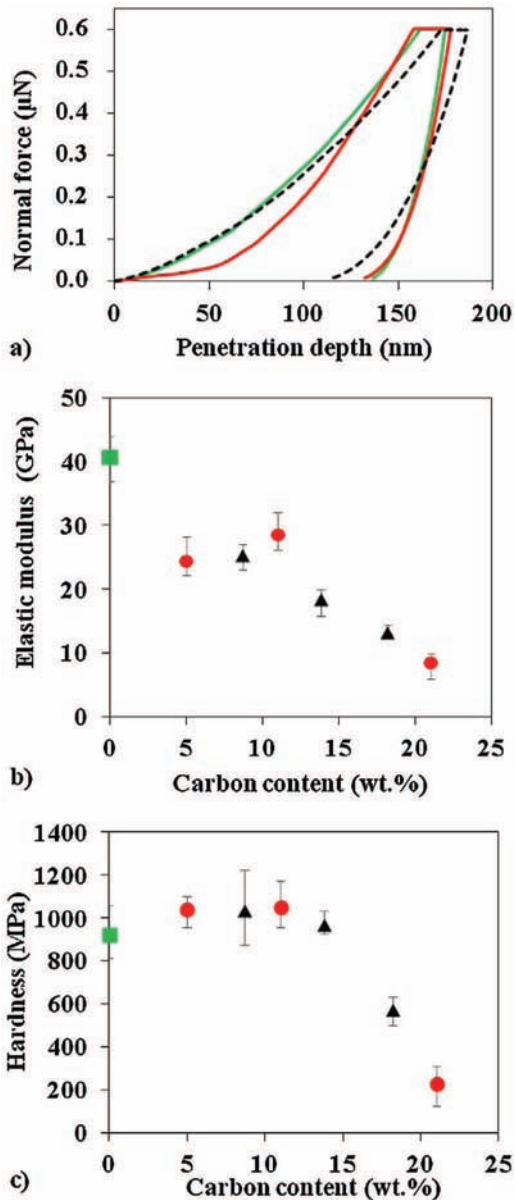 0.6
0.5
0.4
0.3
0.2
0.1
0.0
Normal force (µN)
0 50 100 150 200
Penetration depth (nm)
a)
50
40
30
20
10
0
Elastic modulus (GPa)
0 5 10 15 20 25
Carbon content (wt.%)
b)
1400
1200
1000
800
600
400
200
0
Hardness (MPa)
0 5 10 15 20 25
Carbon content (wt.%)
c)